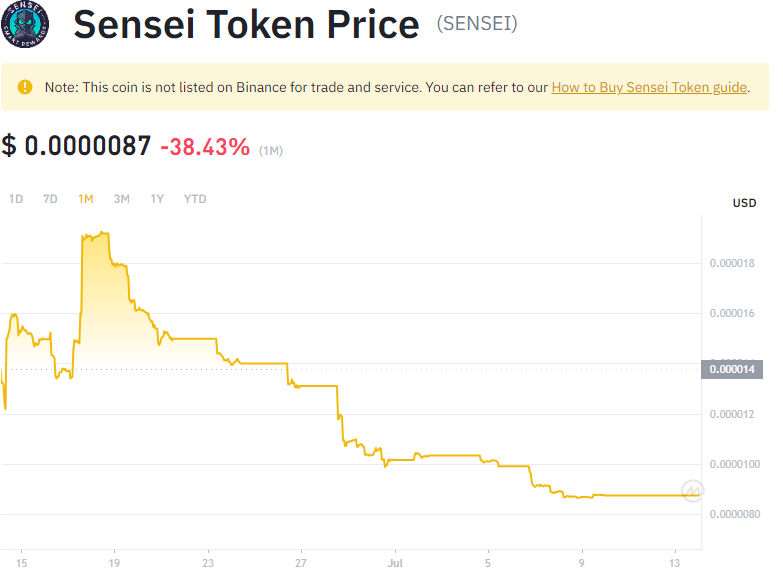 SENSEI
SMART REWARDS
Sensei Token Price (SENSEI)
Note: This coin is not listed on Binance for trade and service. You can refer to our How to Buy Sensei Token guide.
$ 0.0000087 -38.43% (1M)
1D 7D 1M 3M 1Y YTD
USD
0.000018
0.000016
0.000014
0.000012
0.0000100
0.0000080
15 19 23 27 Jul 5 9 13